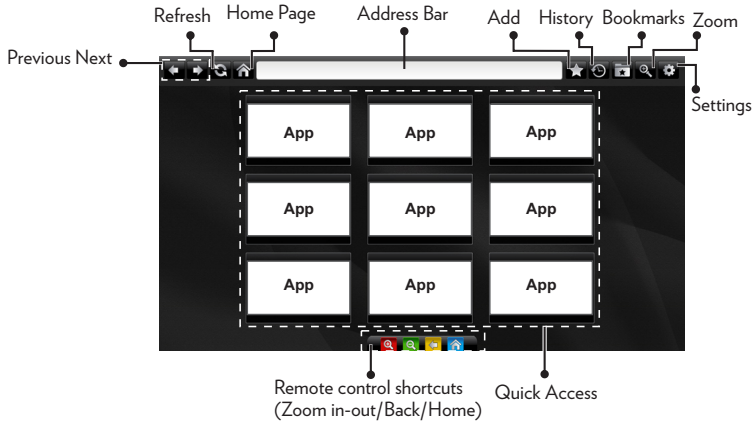 Refresh
Home Page
Address Bar
Add
History
Bookmarks
Zoom
Previous Next
Settings
App
App
App
App
App
App
App
App
App
Remote control shortcuts
(Zoom in-out/Back/Home)
Quick Access